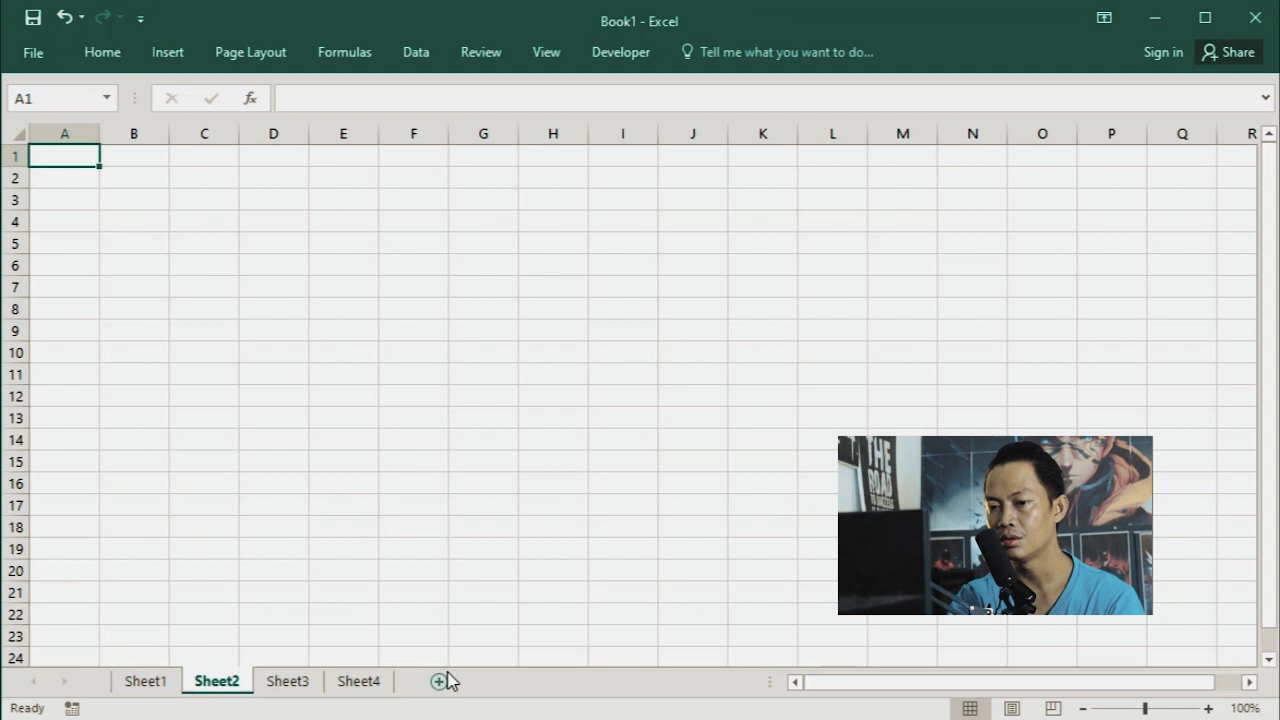 Book1 - Excel
File Home Insert Page Layout Formulas Data Review View Developer Tell me what you want to do... Sign in Share
A1 fx
A B C D E F G H I J K L M N O P Q R
1
2
3
4
5
6
7
8
9
10
11
12
13
14
15
16
17
18
19
20
21
22
23
24
THE
ROAD
TO SUCCESS
Sheet1 Sheet2 Sheet3 Sheet4
Ready 100%